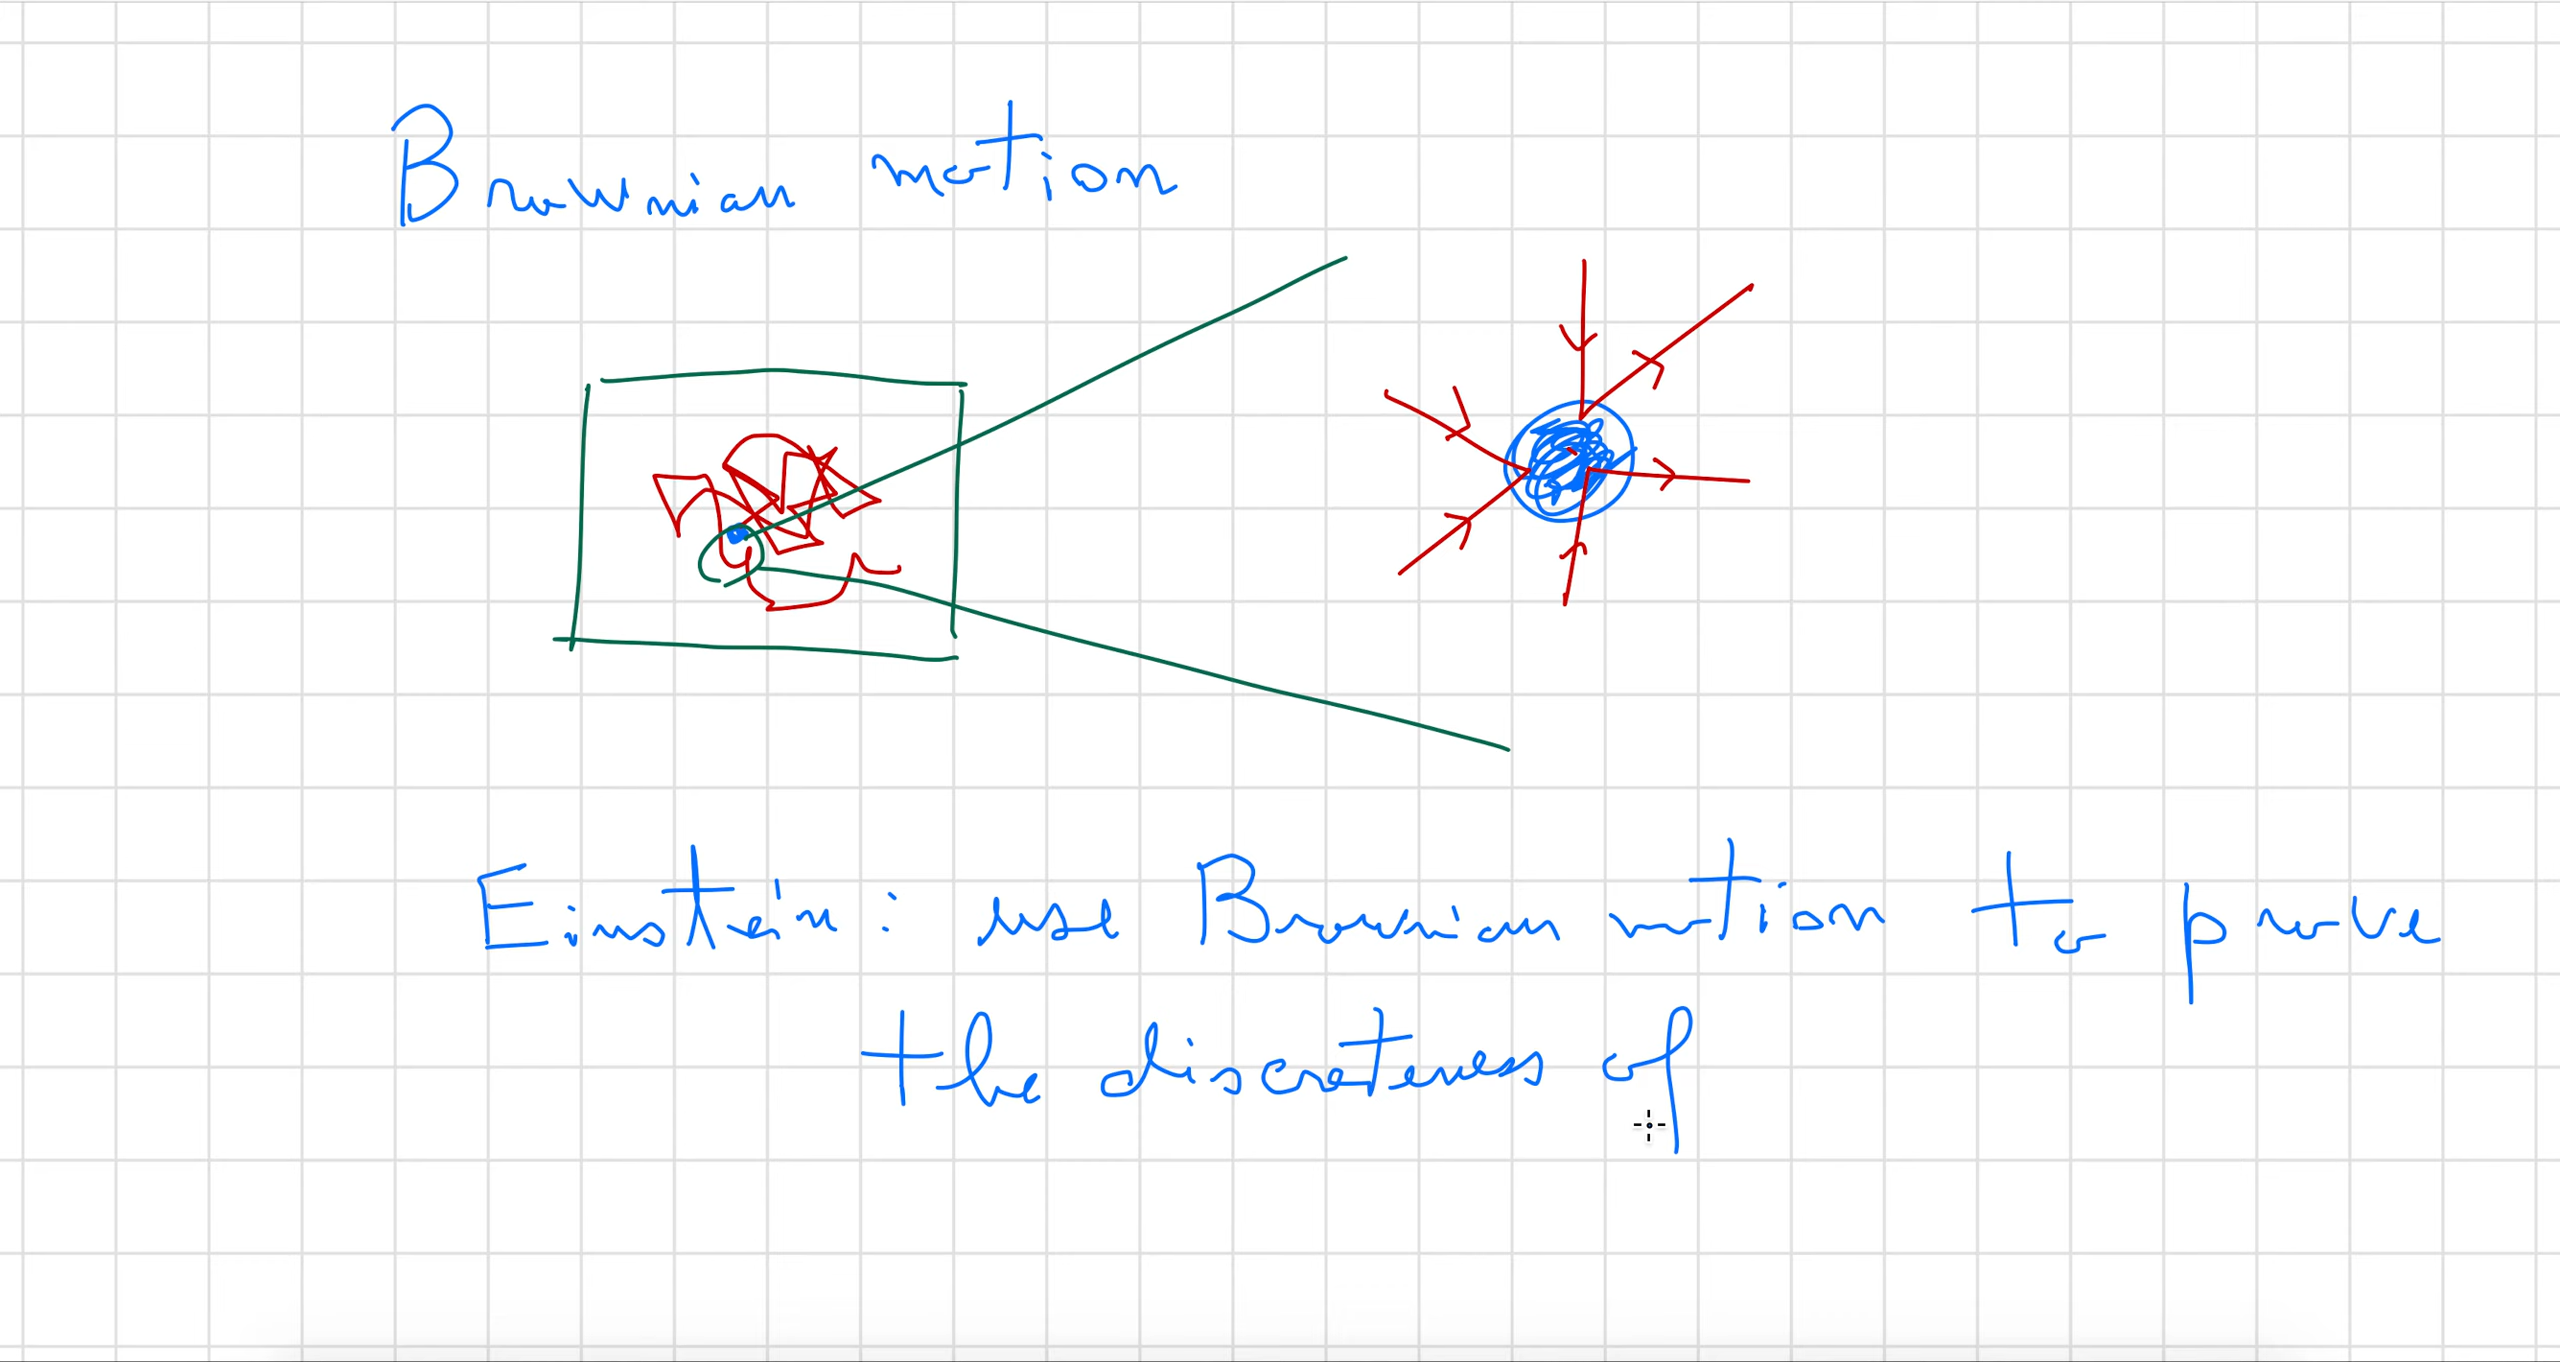 Brownian motion
Einstein: use Brownian motion to prove
the discreteness of